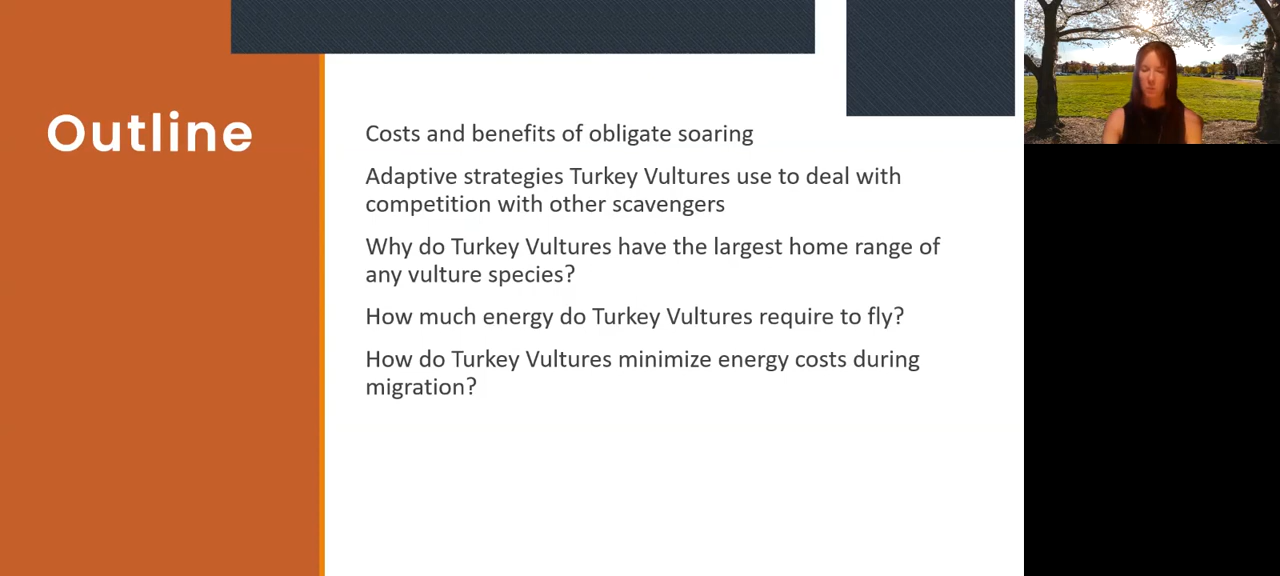 Outline
Costs and benefits of obligate soaring
Adaptive strategies Turkey Vultures use to deal with
competition with other scavengers
Why do Turkey Vultures have the largest home range of
any vulture species?
How much energy do Turkey Vultures require to fly?
How do Turkey Vultures minimize energy costs during
migration?